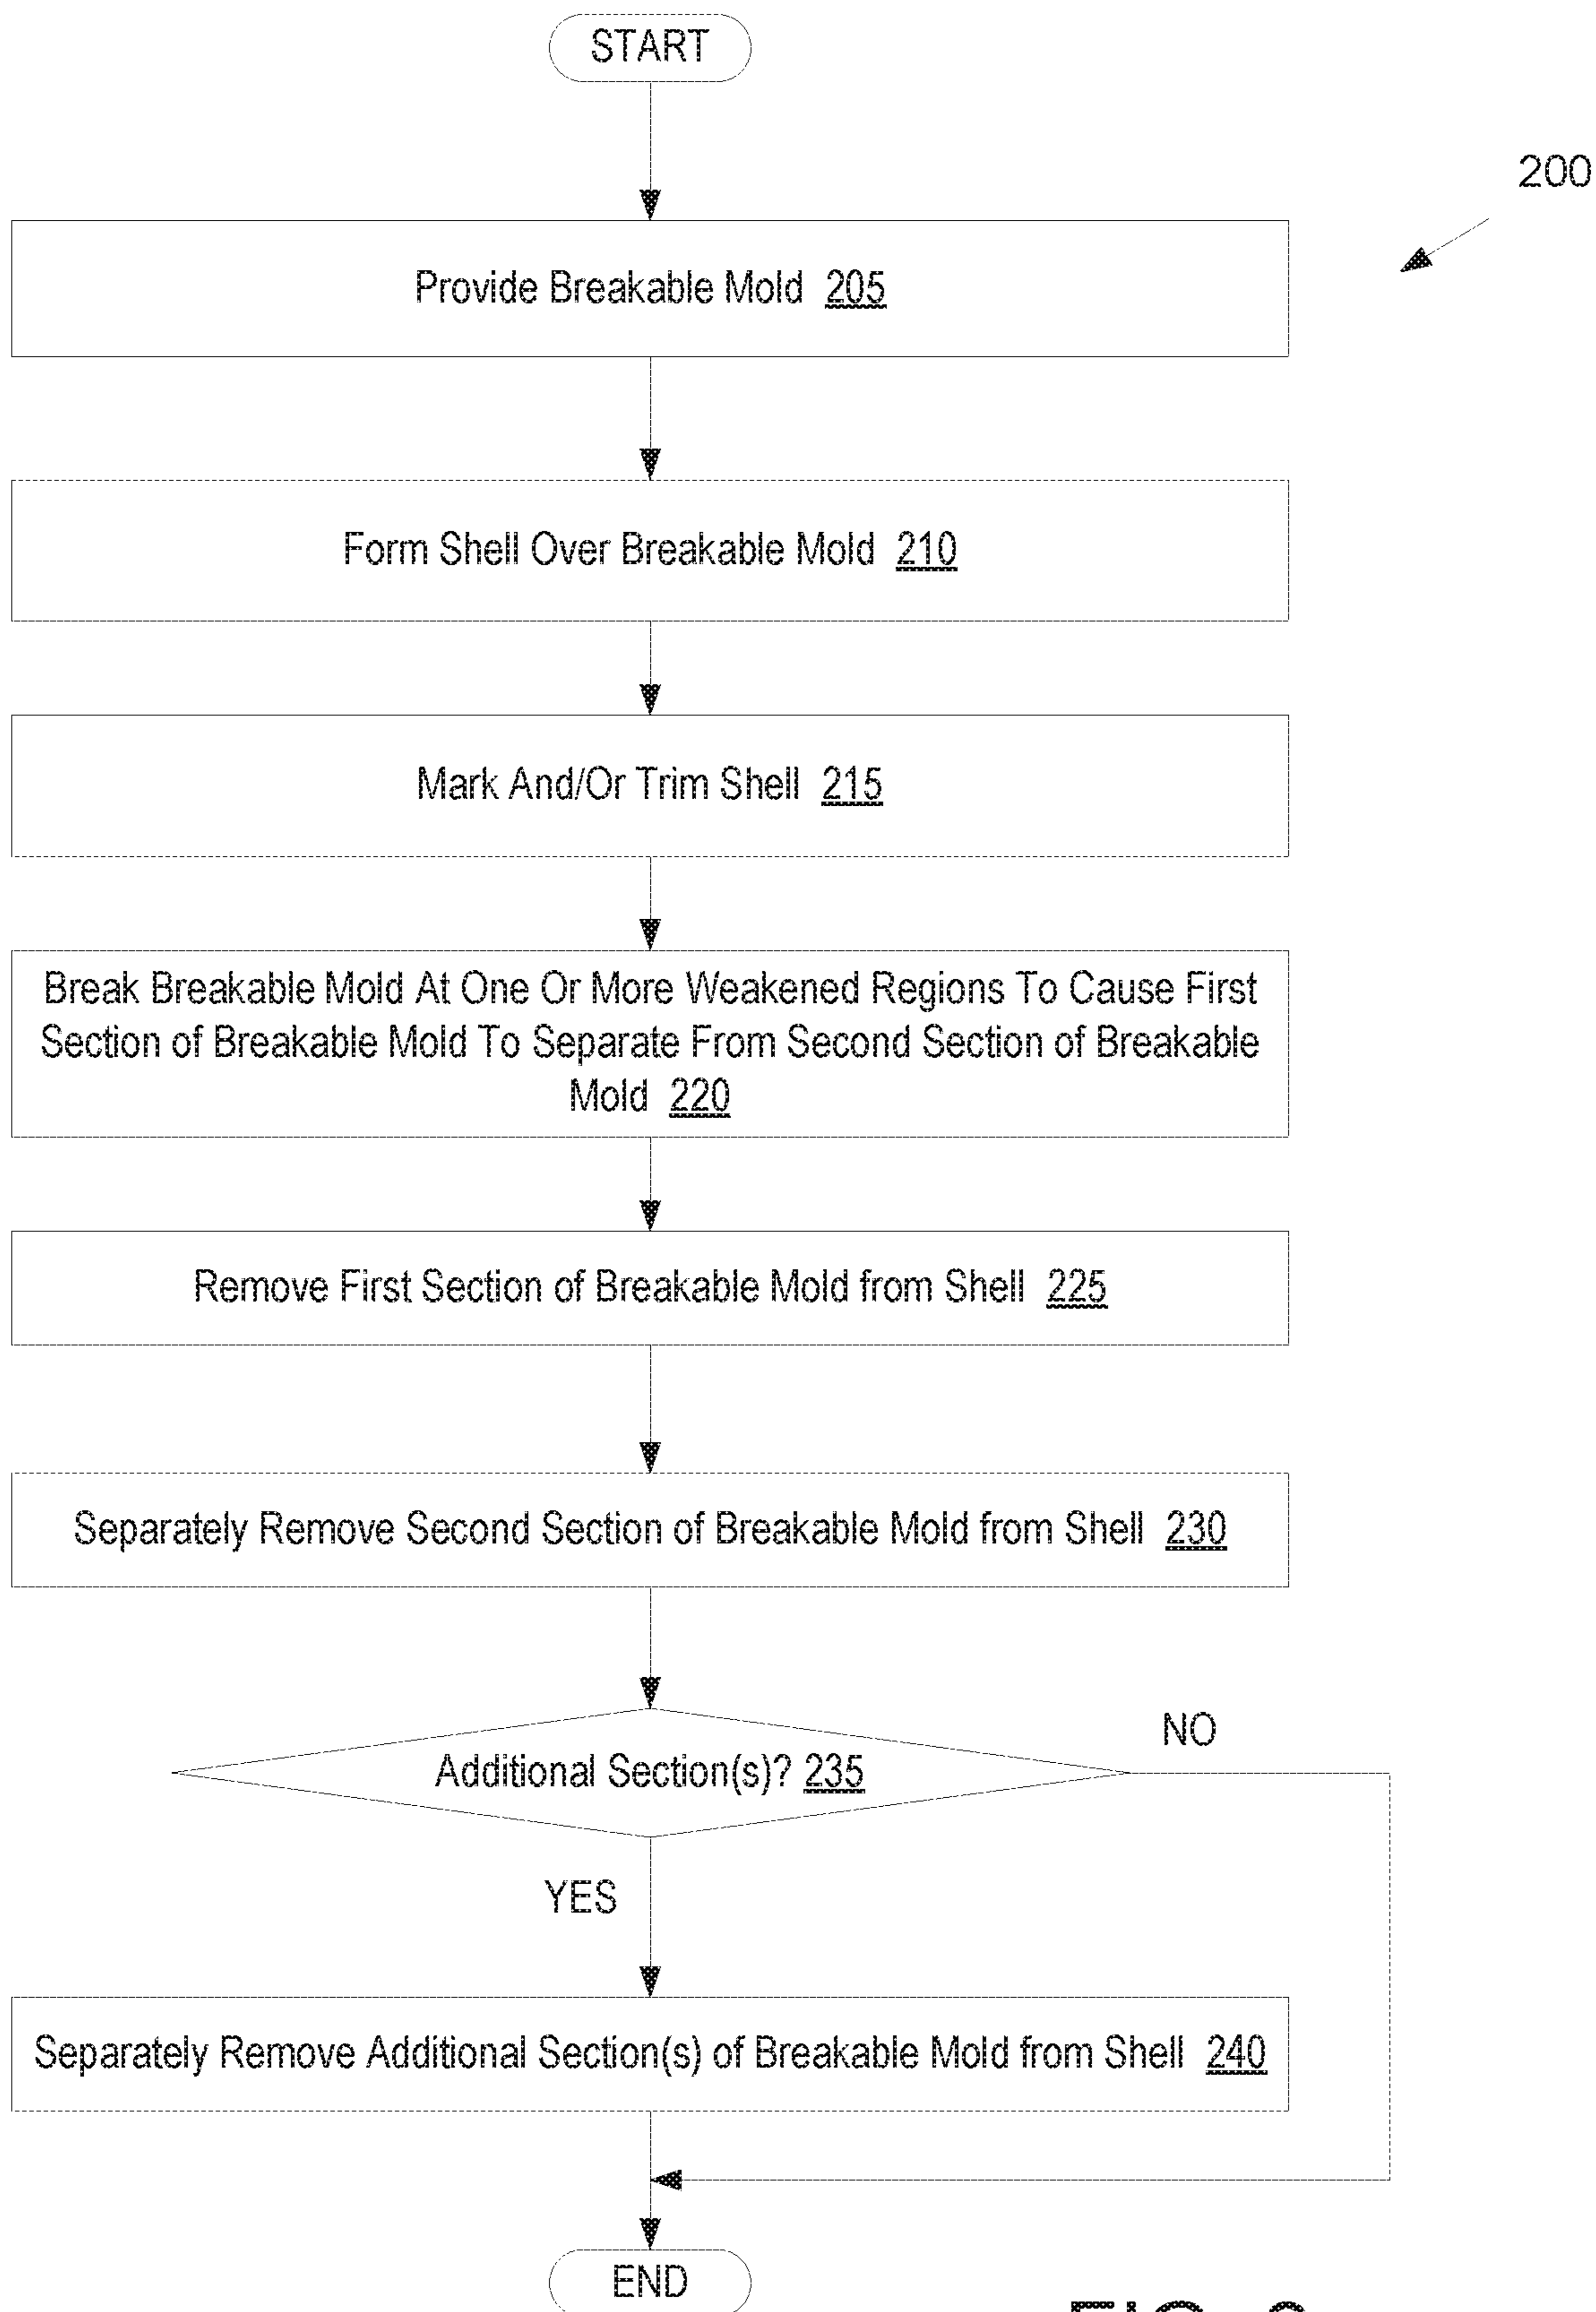 START
200
Provide Breakable Mold 205
Form Shell Over Breakable Mold 210
Mark And/Or Trim Shell 215
Break Breakable Mold At One Or More Weakened Regions To Cause First
Section of Breakable Mold To Separate From Second Section of Breakable
Mold 220
Remove First Section of Breakable Mold from Shell 225
Separately Remove Second Section of Breakable Mold from Shell 230
NO
Additional Section(s)? 235
YES
Separately Remove Additional Section(s) of Breakable Mold from Shell 240
END